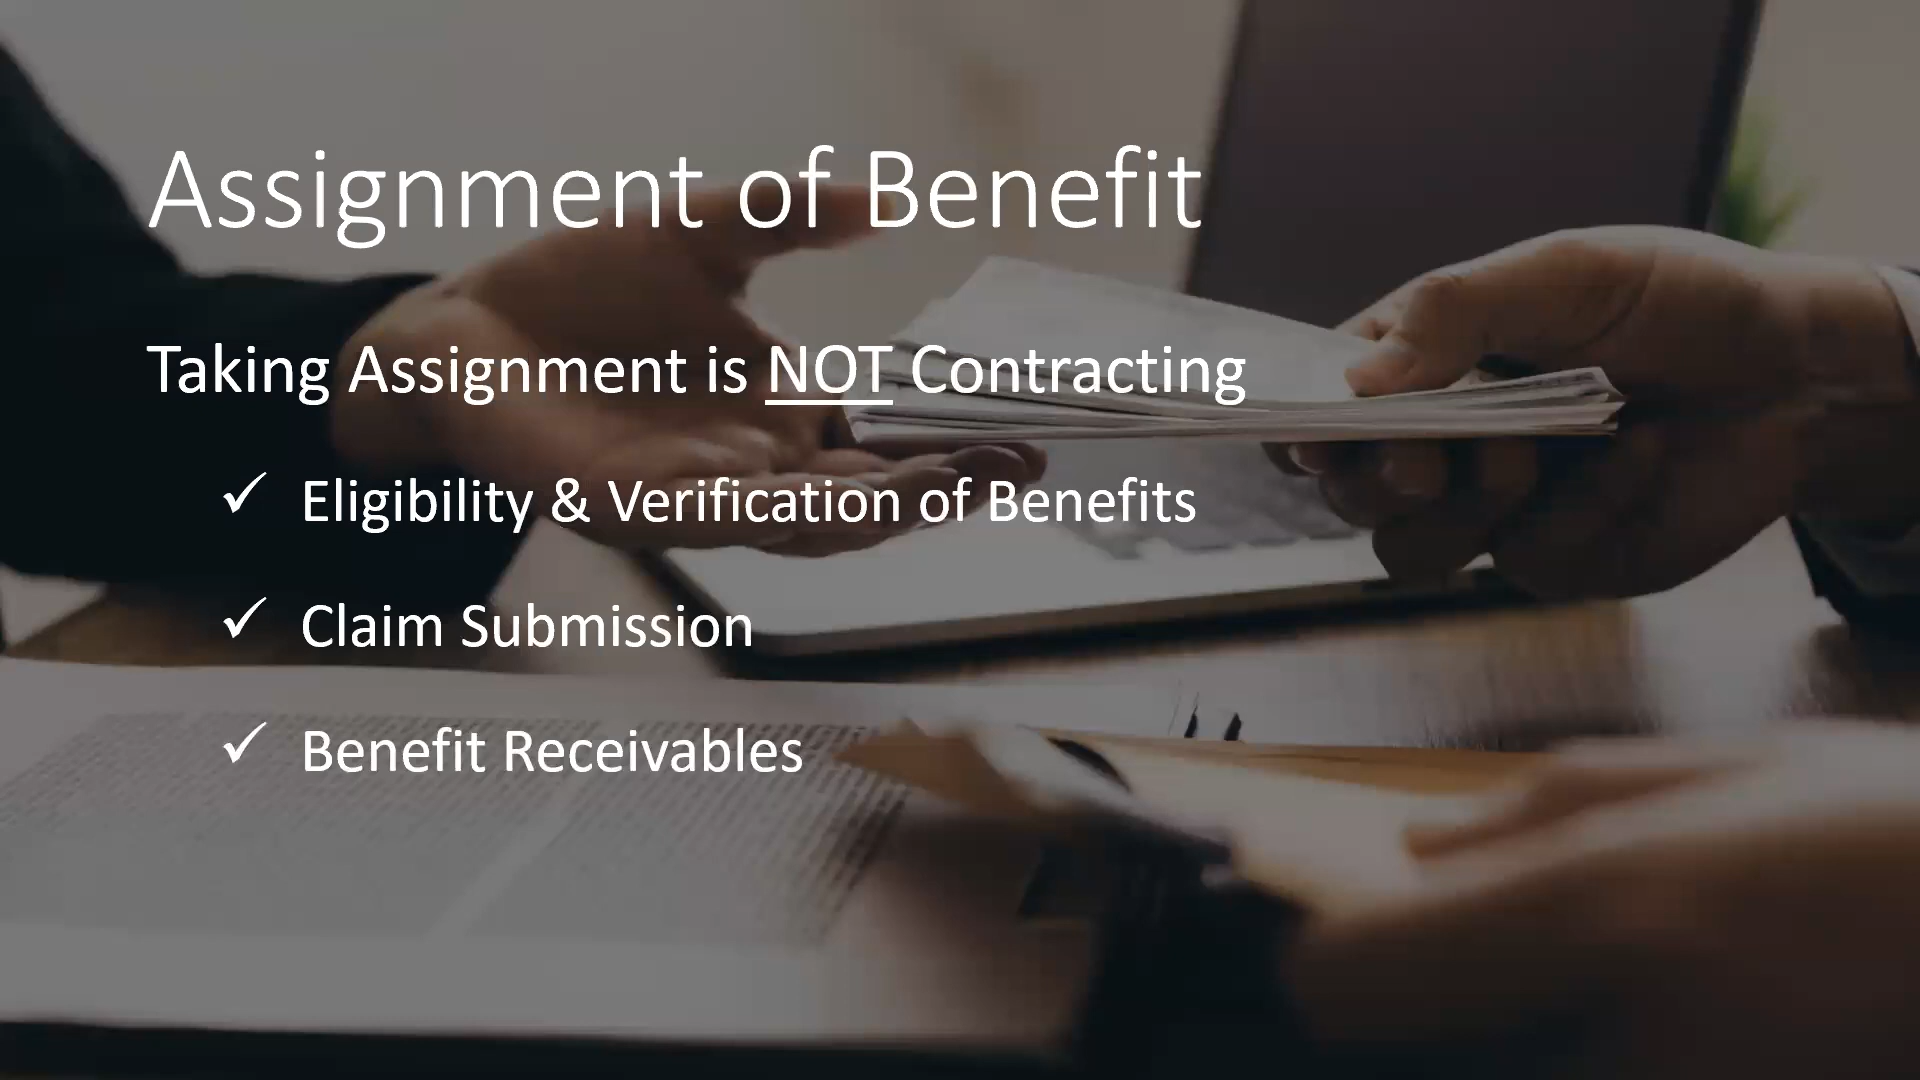 Assignment of Benefit
Taking Assignment is NOT Contracting
✓ Eligibility & Verification of Benefits
✓ Claim Submission
✓ Benefit Receivables